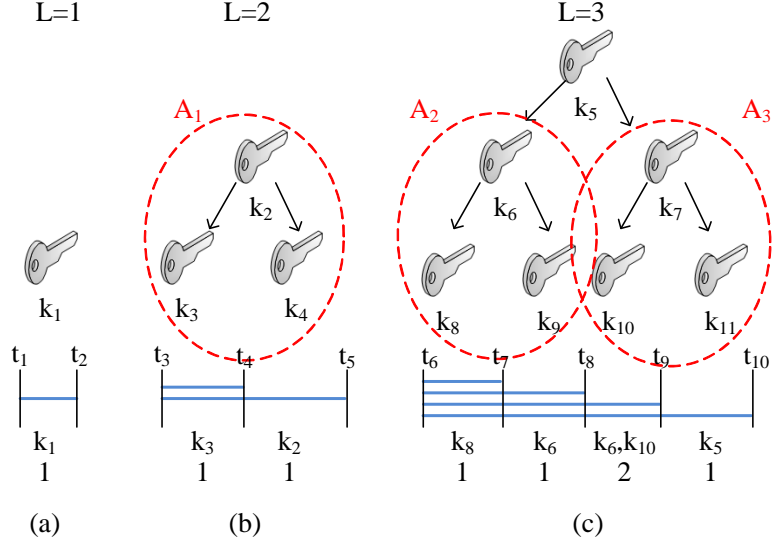 L=1 L=2 L=3
A₁ A₂ k₅ A₃
k₂ k₆ k₇
k₁ k₃ k₄ k₈ k₉ k₁₀ k₁₁
t₁ t₂ t₃ t₄ t₅ t₆ t₇ t₈ t₉ t₁₀
k₁ k₃ k₂ k₈ k₆ k₆,k₁₀ k₅
1 1 1 1 1 2 1
(a) (b) (c)